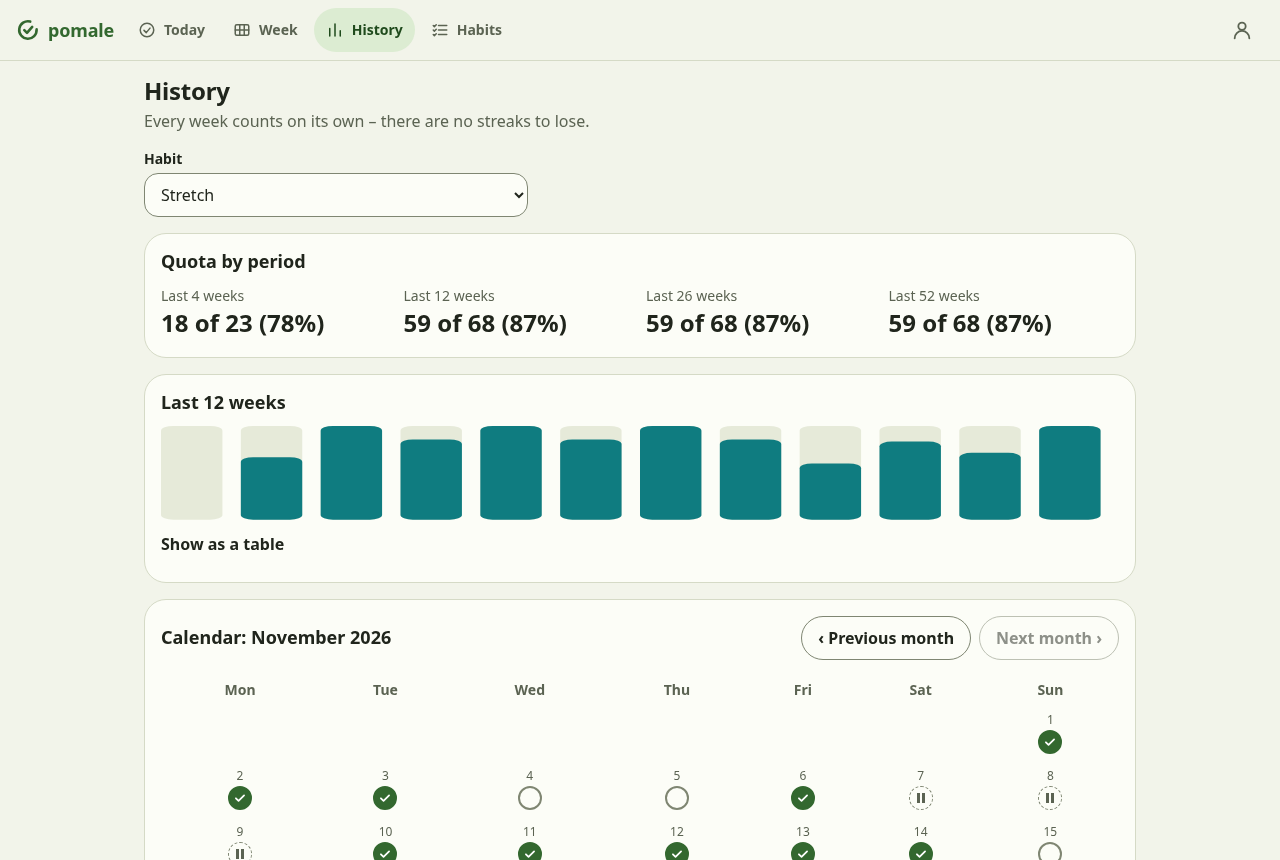 pomale Today Week History Habits
History
Every week counts on its own – there are no streaks to lose.
Habit
Stretch
Quota by period
Last 4 weeks Last 12 weeks Last 26 weeks Last 52 weeks
18 of 23 (78%) 59 of 68 (87%) 59 of 68 (87%) 59 of 68 (87%)
Last 12 weeks
Show as a table
Calendar: November 2026 ‹ Previous month Next month ›
Mon Tue Wed Thu Fri Sat Sun
1
2 3 4 5 6 7 8
9 10 11 12 13 14 15